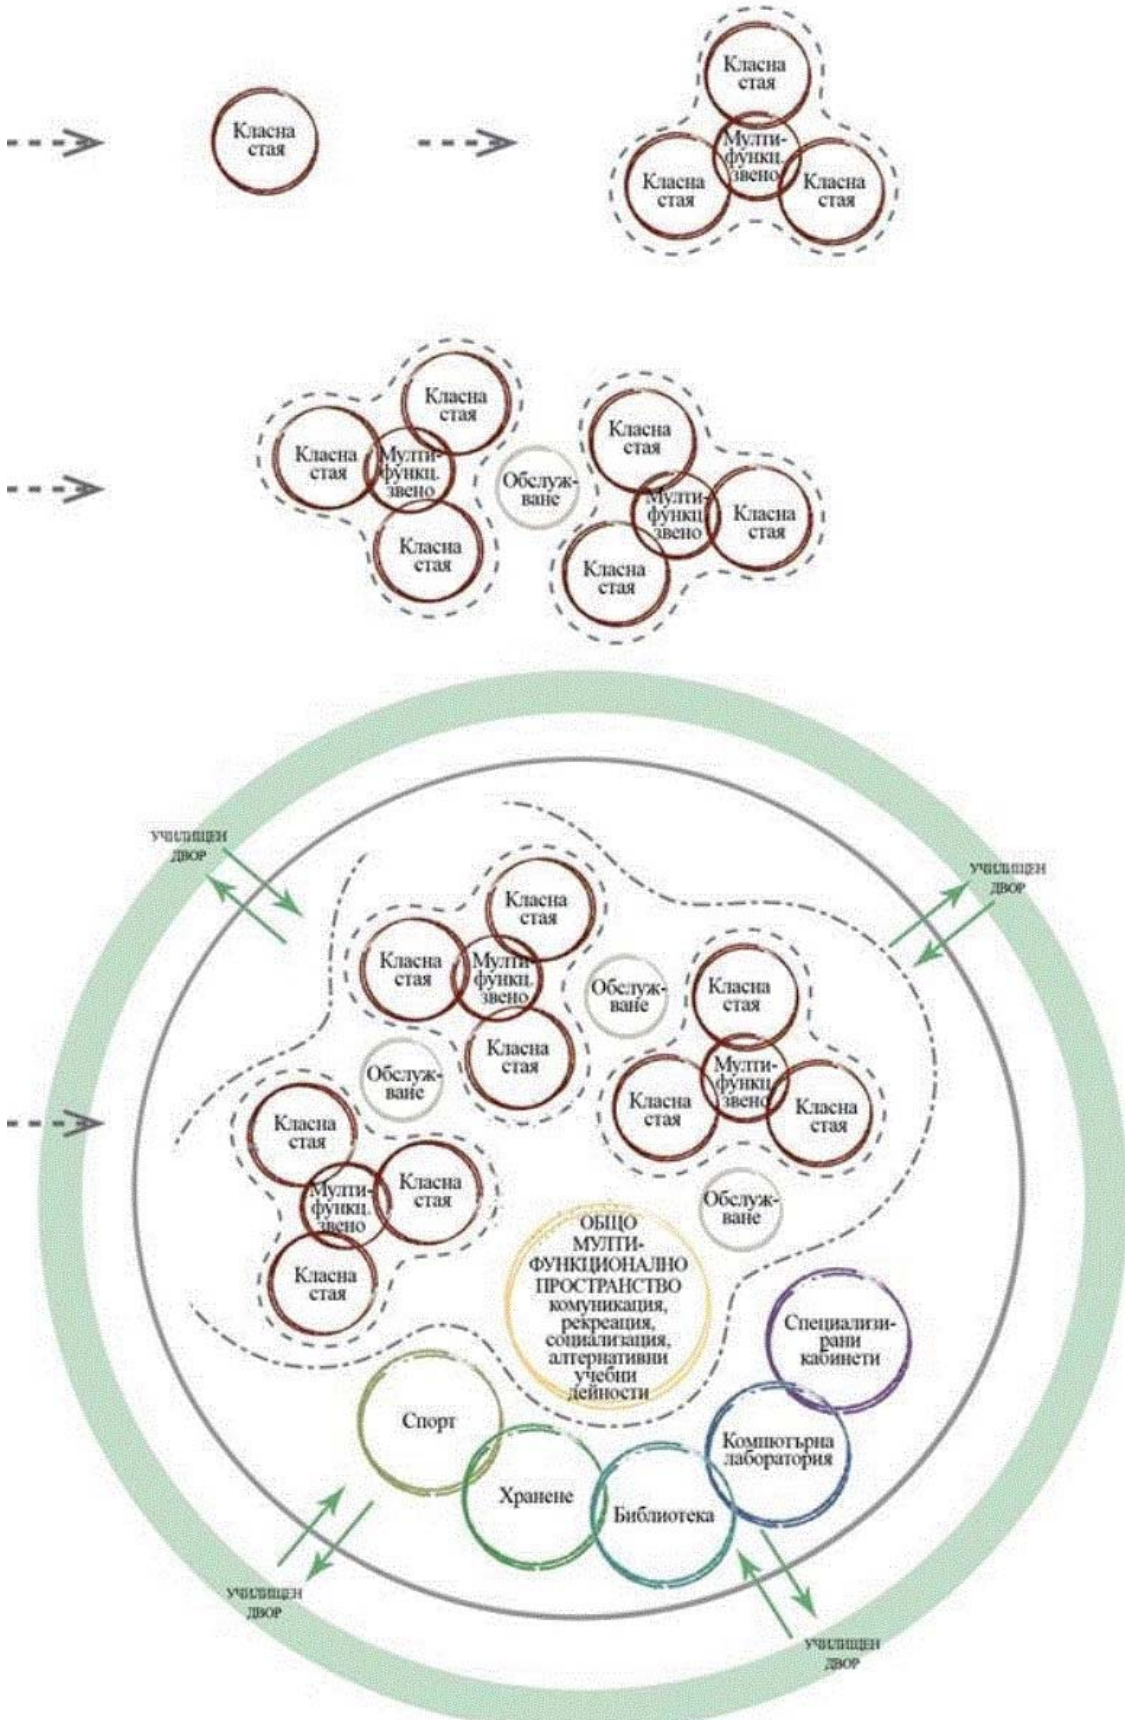 Класна
стая
Класна
стая
Мулти-
функц.
звено
Класна
стая
Класна
стая
Класна
стая
Класна
стая
Мулти-
функц.
звено
Класна
стая
Обслуж-
ване
Класна
стая
Мулти-
функц.
звено
Класна
стая
Класна
стая
УЧИЛИЩЕН
ДВОР
УЧИЛИЩЕН
ДВОР
Класна
стая
Класна
стая
Мулти-
функц.
звено
Класна
стая
Обслуж-
ване
Класна
стая
Мулти-
функц.
звено
Класна
стая
Класна
стая
Обслуж-
ване
Класна
стая
Мулти-
функц.
звено
Класна
стая
Класна
стая
Обслуж-
ване
ОБЩО
МУЛТИ-
ФУНКЦИОНАЛНО
ПРОСТРАНСТВО
комуникация,
рекреация,
социализация,
алтернативни
учебни
дейности
Специализи-
рани
кабинети
Спорт
Компютърна
лаборатория
Хранене
Библиотека
УЧИЛИЩЕН
ДВОР
УЧИЛИЩЕН
ДВОР